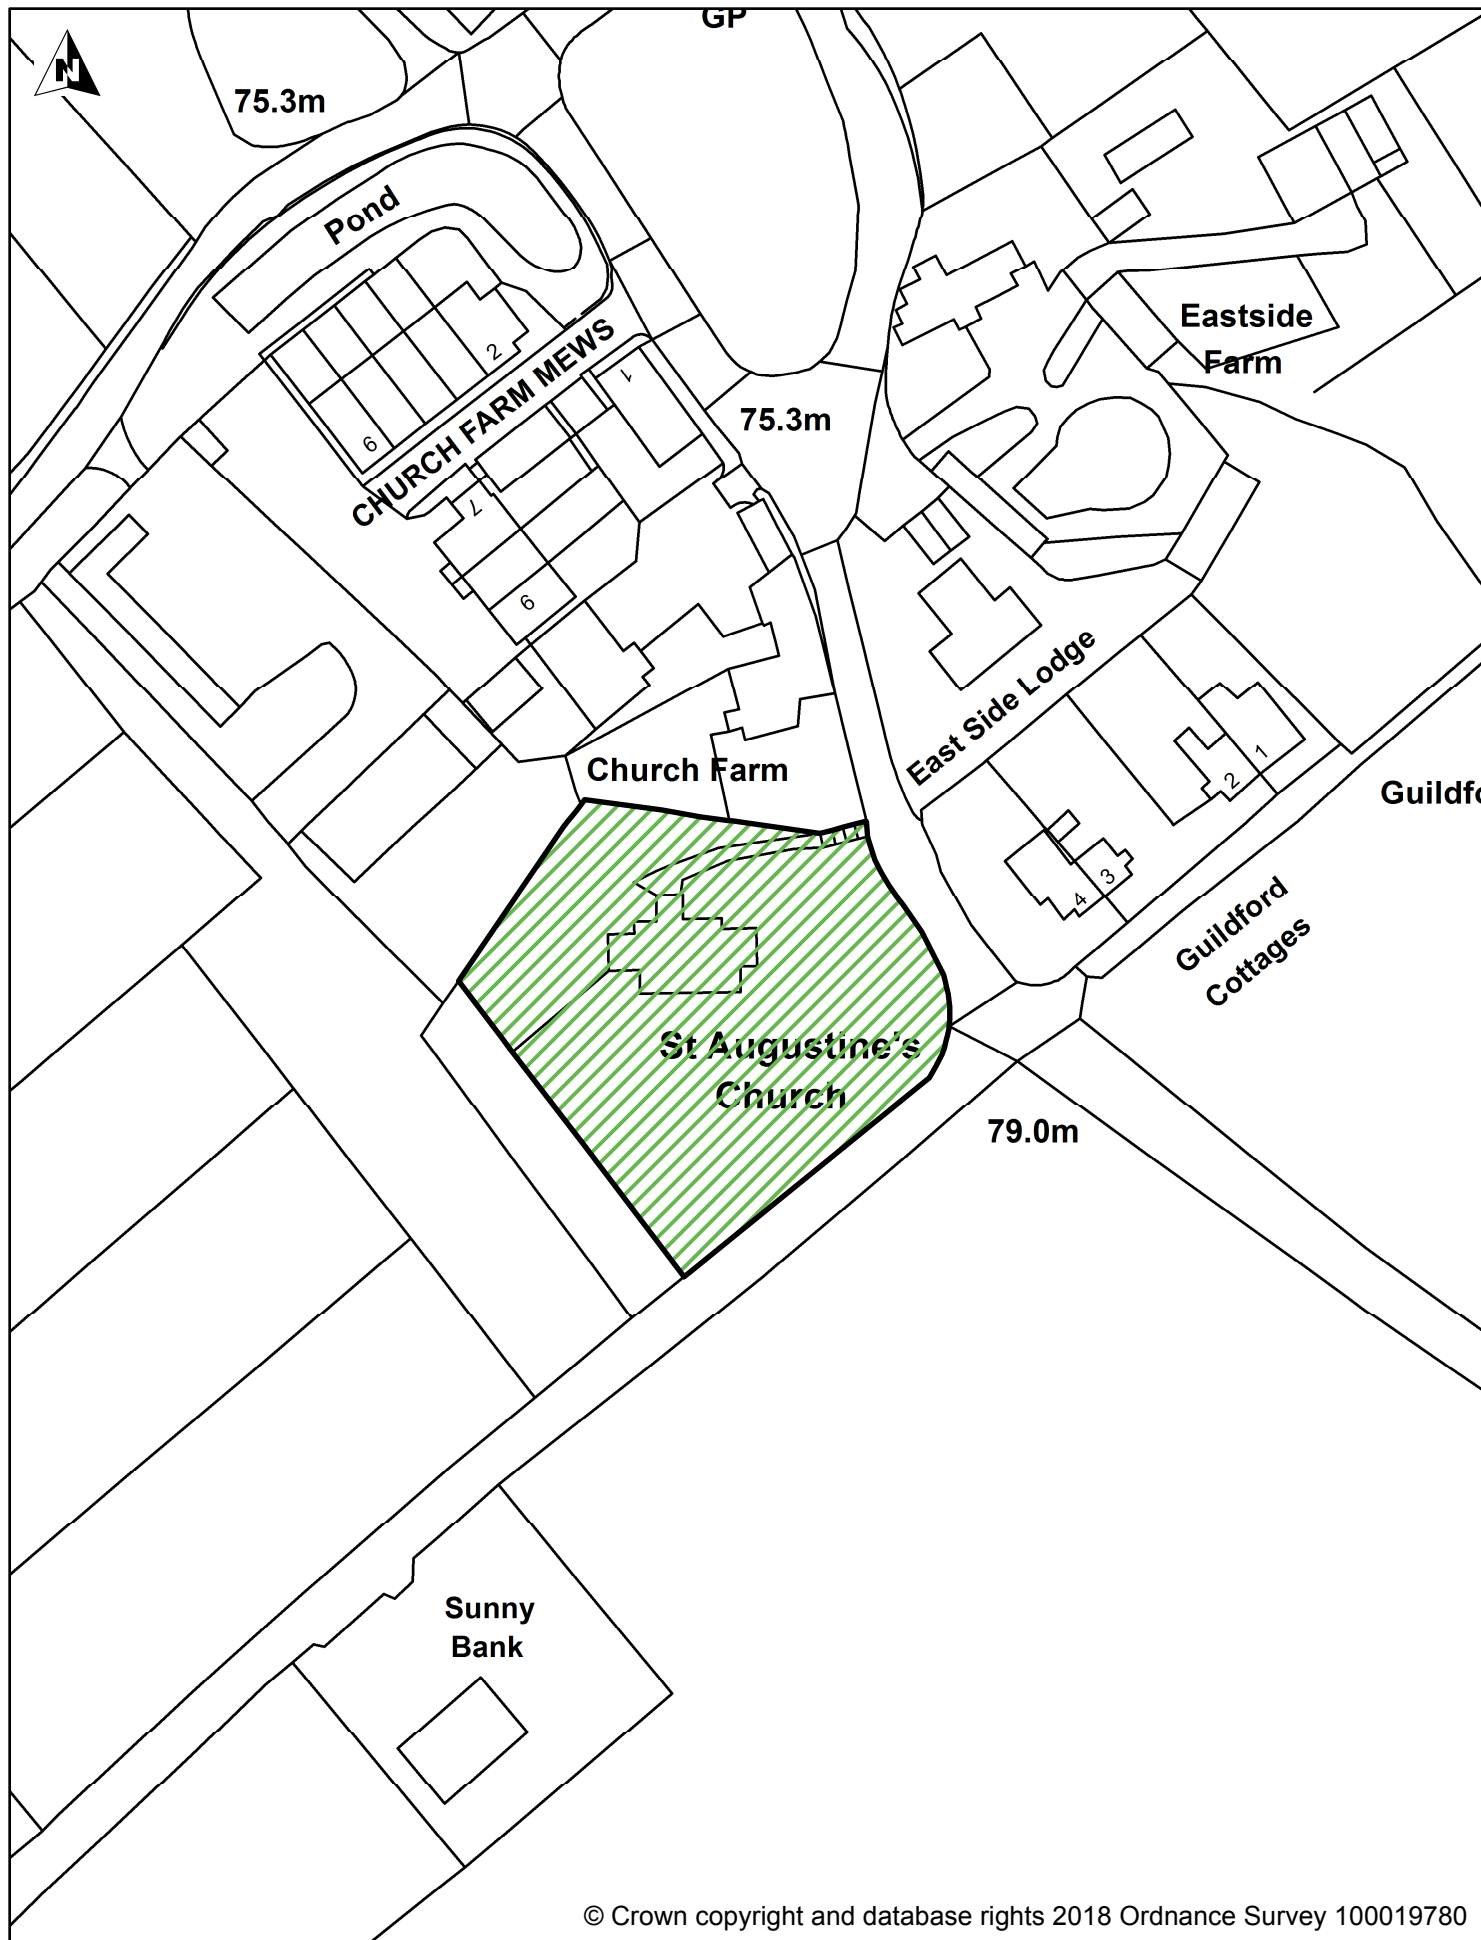 GP
N
75.3m
Pond
Eastside
Farm
2
CHURCH FARM MEWS
1
75.3m
6
7
9
East Side Lodge
1
2
Church Farm
Guildfo
3
4
Guildford
Cottages
St Augustine's
Church
79.0m
Sunny
Bank
© Crown copyright and database rights 2018 Ordnance Survey 100019780